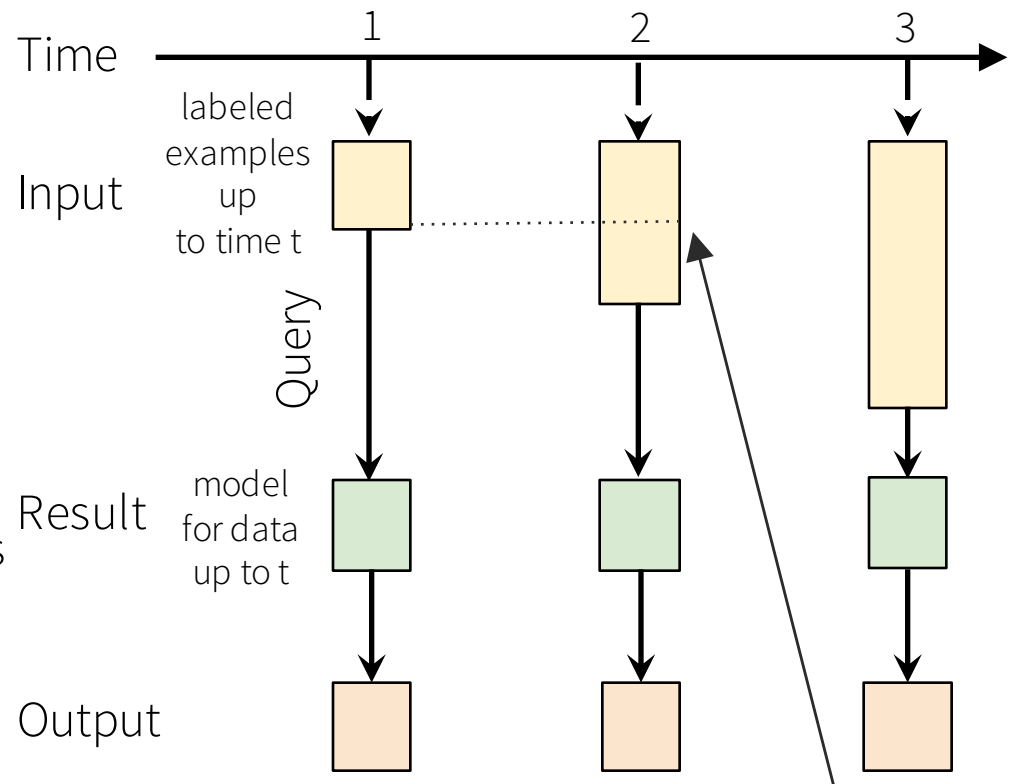 Time
1
2
3
labeled
examples
up
to time t
Input
Query
model
for data
up to t
Result
s
Output